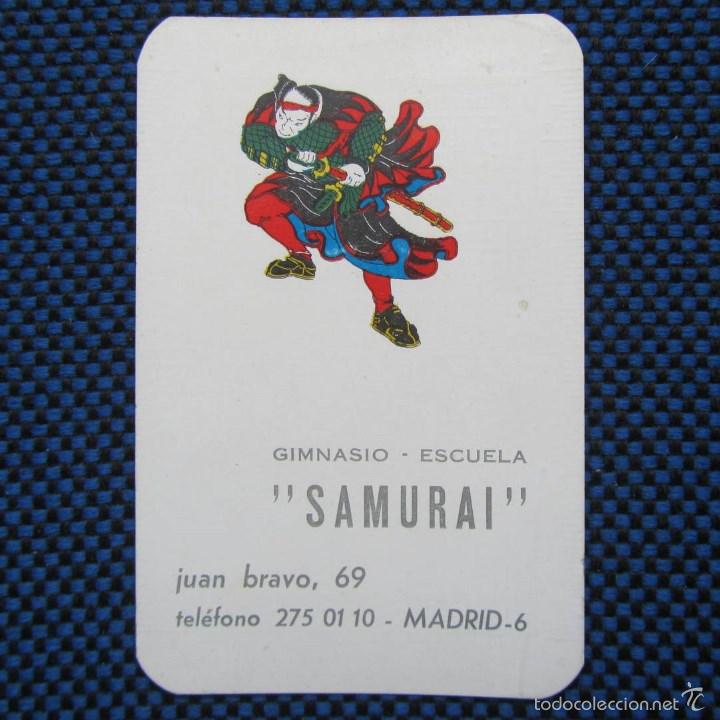 GIMNASIO - ESCUELA
"SAMURAI"
juan bravo, 69
teléfono 275 01 10 - MADRID-6
todocoleccion.net